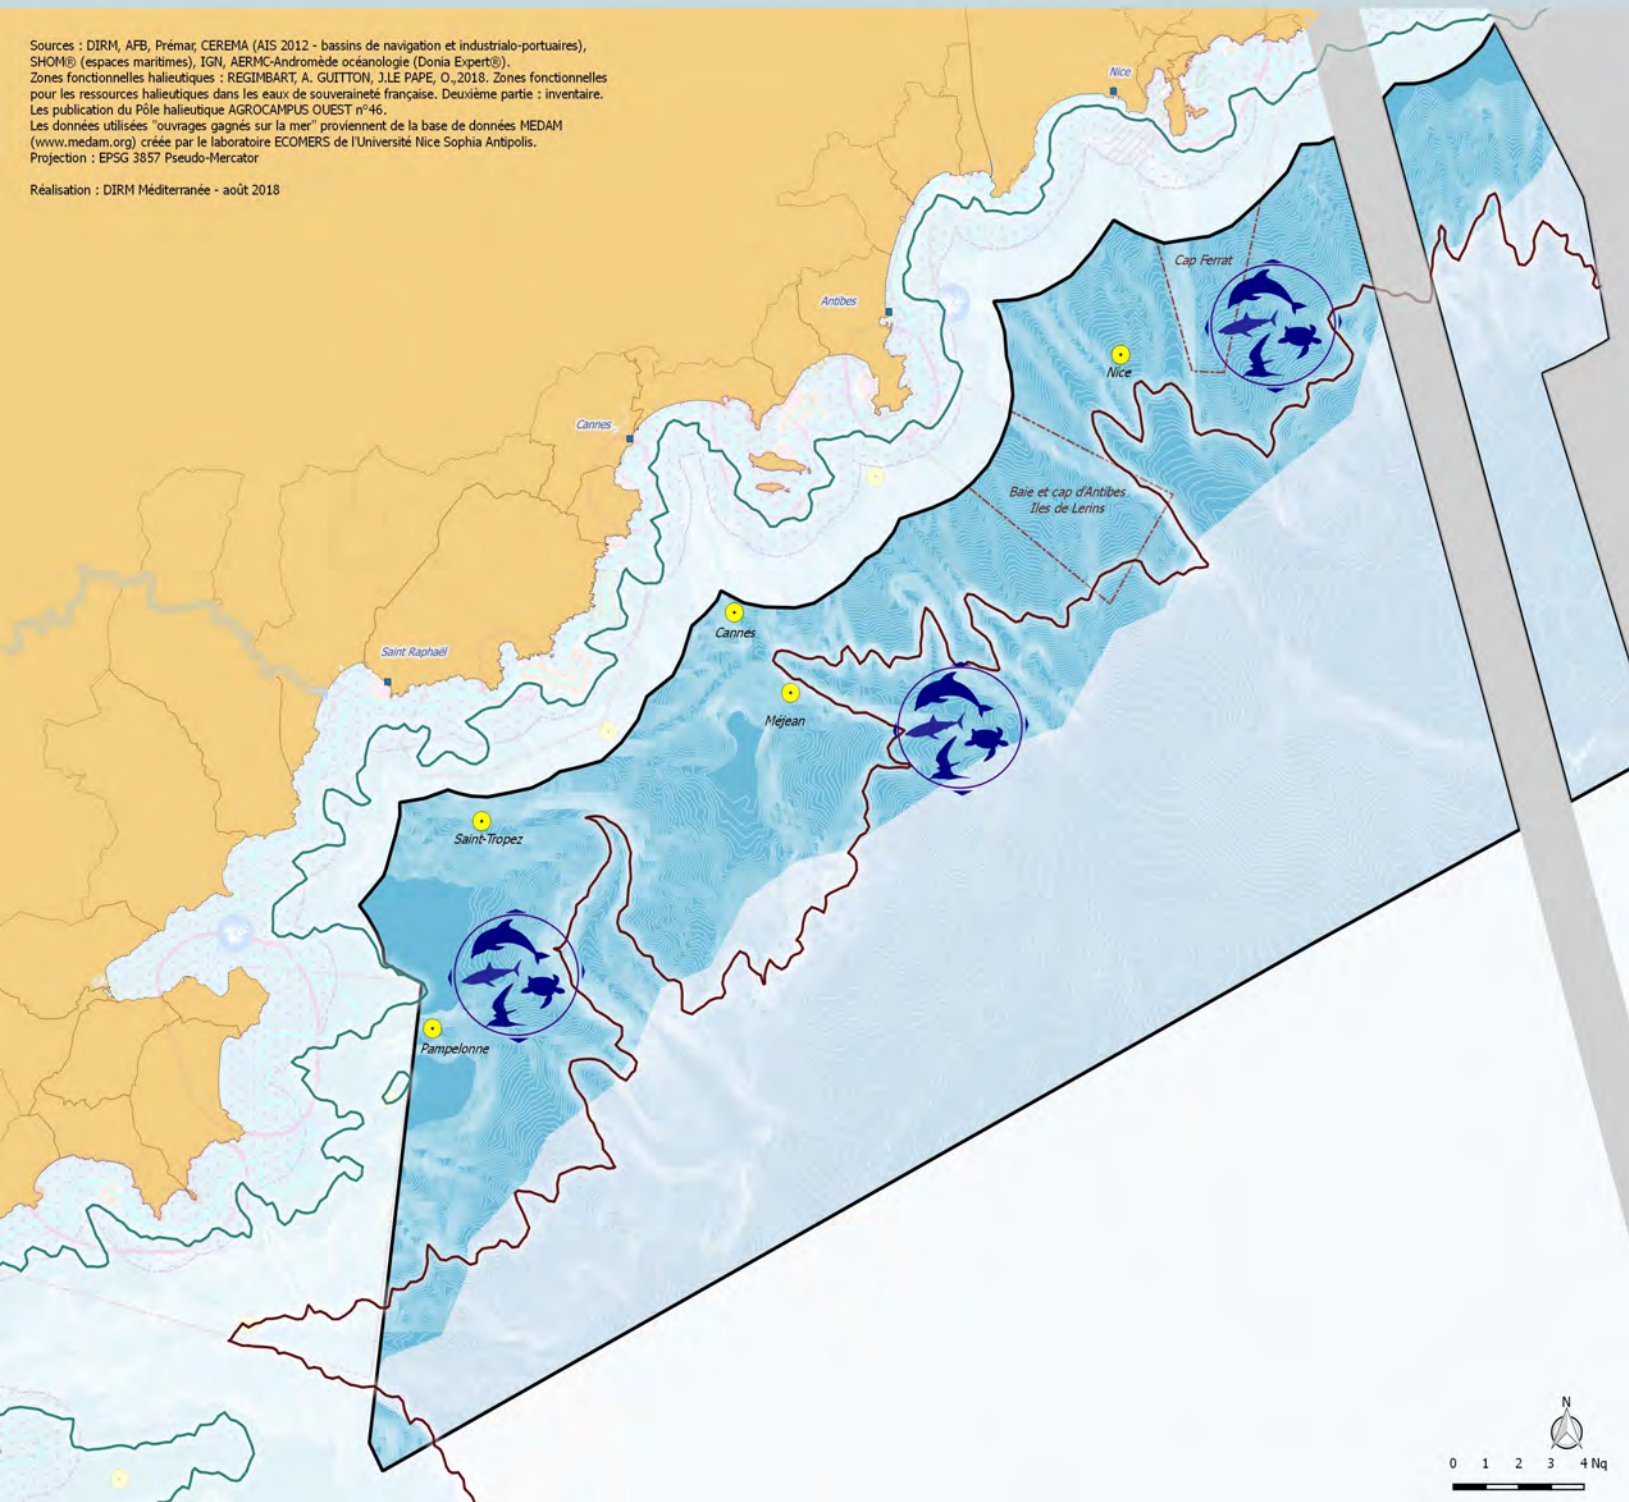 Sources : DIRM, AFB, Prémar, CEREMA (AIS 2012 - bassins de navigation et industrialo-portuaires),
SHOM® (espaces maritimes), IGN, AERMC-Andromède océanologie (Donia Expert®).
Zones fonctionnelles halieutiques : REGIMBART, A. GUITTON, J.LE PAPE, O.,2018. Zones fonctionnelles
pour les ressources halieutiques dans les eaux de souveraineté française. Deuxième partie : inventaire.
Les publication du Pôle halieutique AGROCAMPUS OUEST n°46.
Les données utilisées "ouvrages gagnés sur la mer" proviennent de la base de données MEDAM
(www.medam.org) créée par le laboratoire ECOMERS de l'Université Nice Sophia Antipolis.
Projection : EPSG 3857 Pseudo-Mercator
Réalisation : DIRM Méditerranée - août 2018
Nice
Cap Ferrat
Antibes
Nice
Cannes
Baie et cap d'Antibes
Iles de Lerins
Cannes
Saint Raphaël
Méjean
Saint-Tropez
Pampelonne
N
0 1 2 3 4 Nq